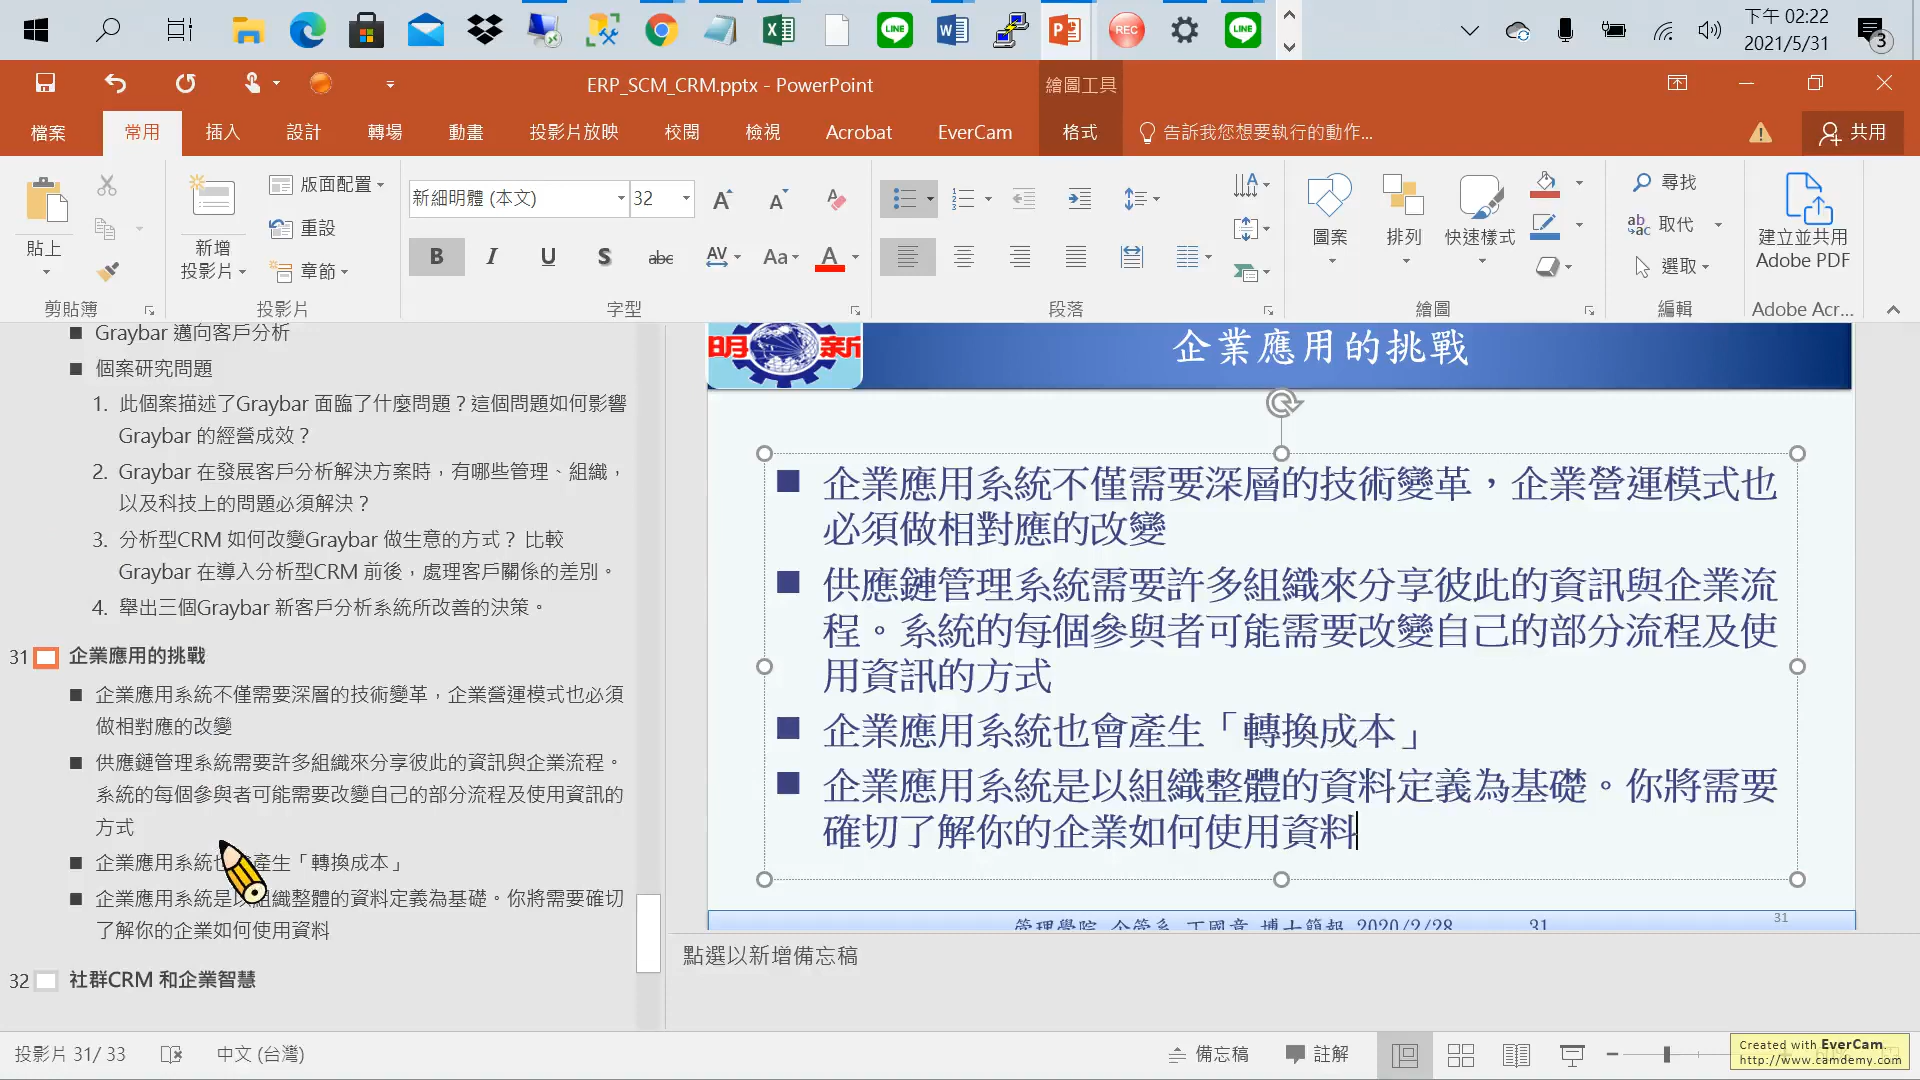 下午 02:22
2021/5/31
3
LINE
REC
LINE
ERP_SCM_CRM.pptx - PowerPoint
繪圖工具
檔案
常用
插入
設計
轉場
動畫
投影片放映
校閱
檢視
Acrobat
EverCam
格式
告訴我您想要執行的動作...
共用
貼上
新增
投影片
版面配置
重設
章節
新細明體 (本文)
32
圖案
排列
快速樣式
尋找
取代
選取
建立並共用
Adobe PDF
剪貼簿
投影片
字型
段落
繪圖
編輯
Adobe Acr...
Graybar 邁向客戶分析
個案研究問題
1. 此個案描述了Graybar 面臨了什麼問題？這個問題如何影響
Graybar 的經營成效？
2. Graybar 在發展客戶分析解決方案時，有哪些管理、組織，
以及科技上的問題必須解決？
3. 分析型CRM 如何改變Graybar 做生意的方式？ 比較
Graybar 在導入分析型CRM 前後，處理客戶關係的差別。
4. 舉出三個Graybar 新客戶分析系統所改善的決策。
31 企業應用的挑戰
企業應用系統不僅需要深層的技術變革，企業營運模式也必須
做相對應的改變
供應鏈管理系統需要許多組織來分享彼此的資訊與企業流程。
系統的每個參與者可能需要改變自己的部分流程及使用資訊的
方式
企業應用系統也 產生「轉換成本」
企業應用系統是以組織整體的資料定義為基礎。你將需要確切
了解你的企業如何使用資料
32 社群CRM 和企業智慧
明新
企業應用的挑戰
企業應用系統不僅需要深層的技術變革，企業營運模式也
必須做相對應的改變
供應鏈管理系統需要許多組織來分享彼此的資訊與企業流
程。系統的每個參與者可能需要改變自己的部分流程及使
用資訊的方式
企業應用系統也會產生「轉換成本」
企業應用系統是以組織整體的資料定義為基礎。你將需要
確切了解你的企業如何使用資料
管理學院 企管系 丁國章 博士簡報 2020/2/28 31
31
點選以新增備忘稿
投影片 31/ 33
中文 (台灣)
備忘稿
註解
Created with EverCam.
http://www.camdemy.com